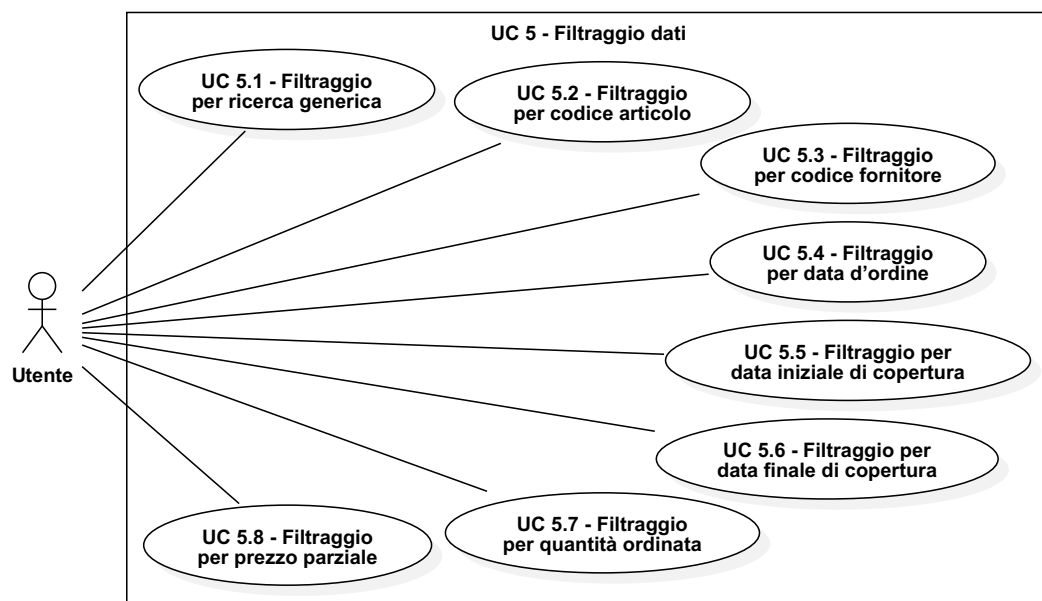 UC 5 - Filtraggio dati
UC 5.1 - Filtraggio
per ricerca generica
UC 5.2 - Filtraggio
per codice articolo
UC 5.3 - Filtraggio
per codice fornitore
UC 5.4 - Filtraggio
per data d’ordine
Utente
UC 5.5 - Filtraggio per
data iniziale di copertura
UC 5.6 - Filtraggio per
data finale di copertura
UC 5.7 - Filtraggio
per quantità ordinata
UC 5.8 - Filtraggio
per prezzo parziale